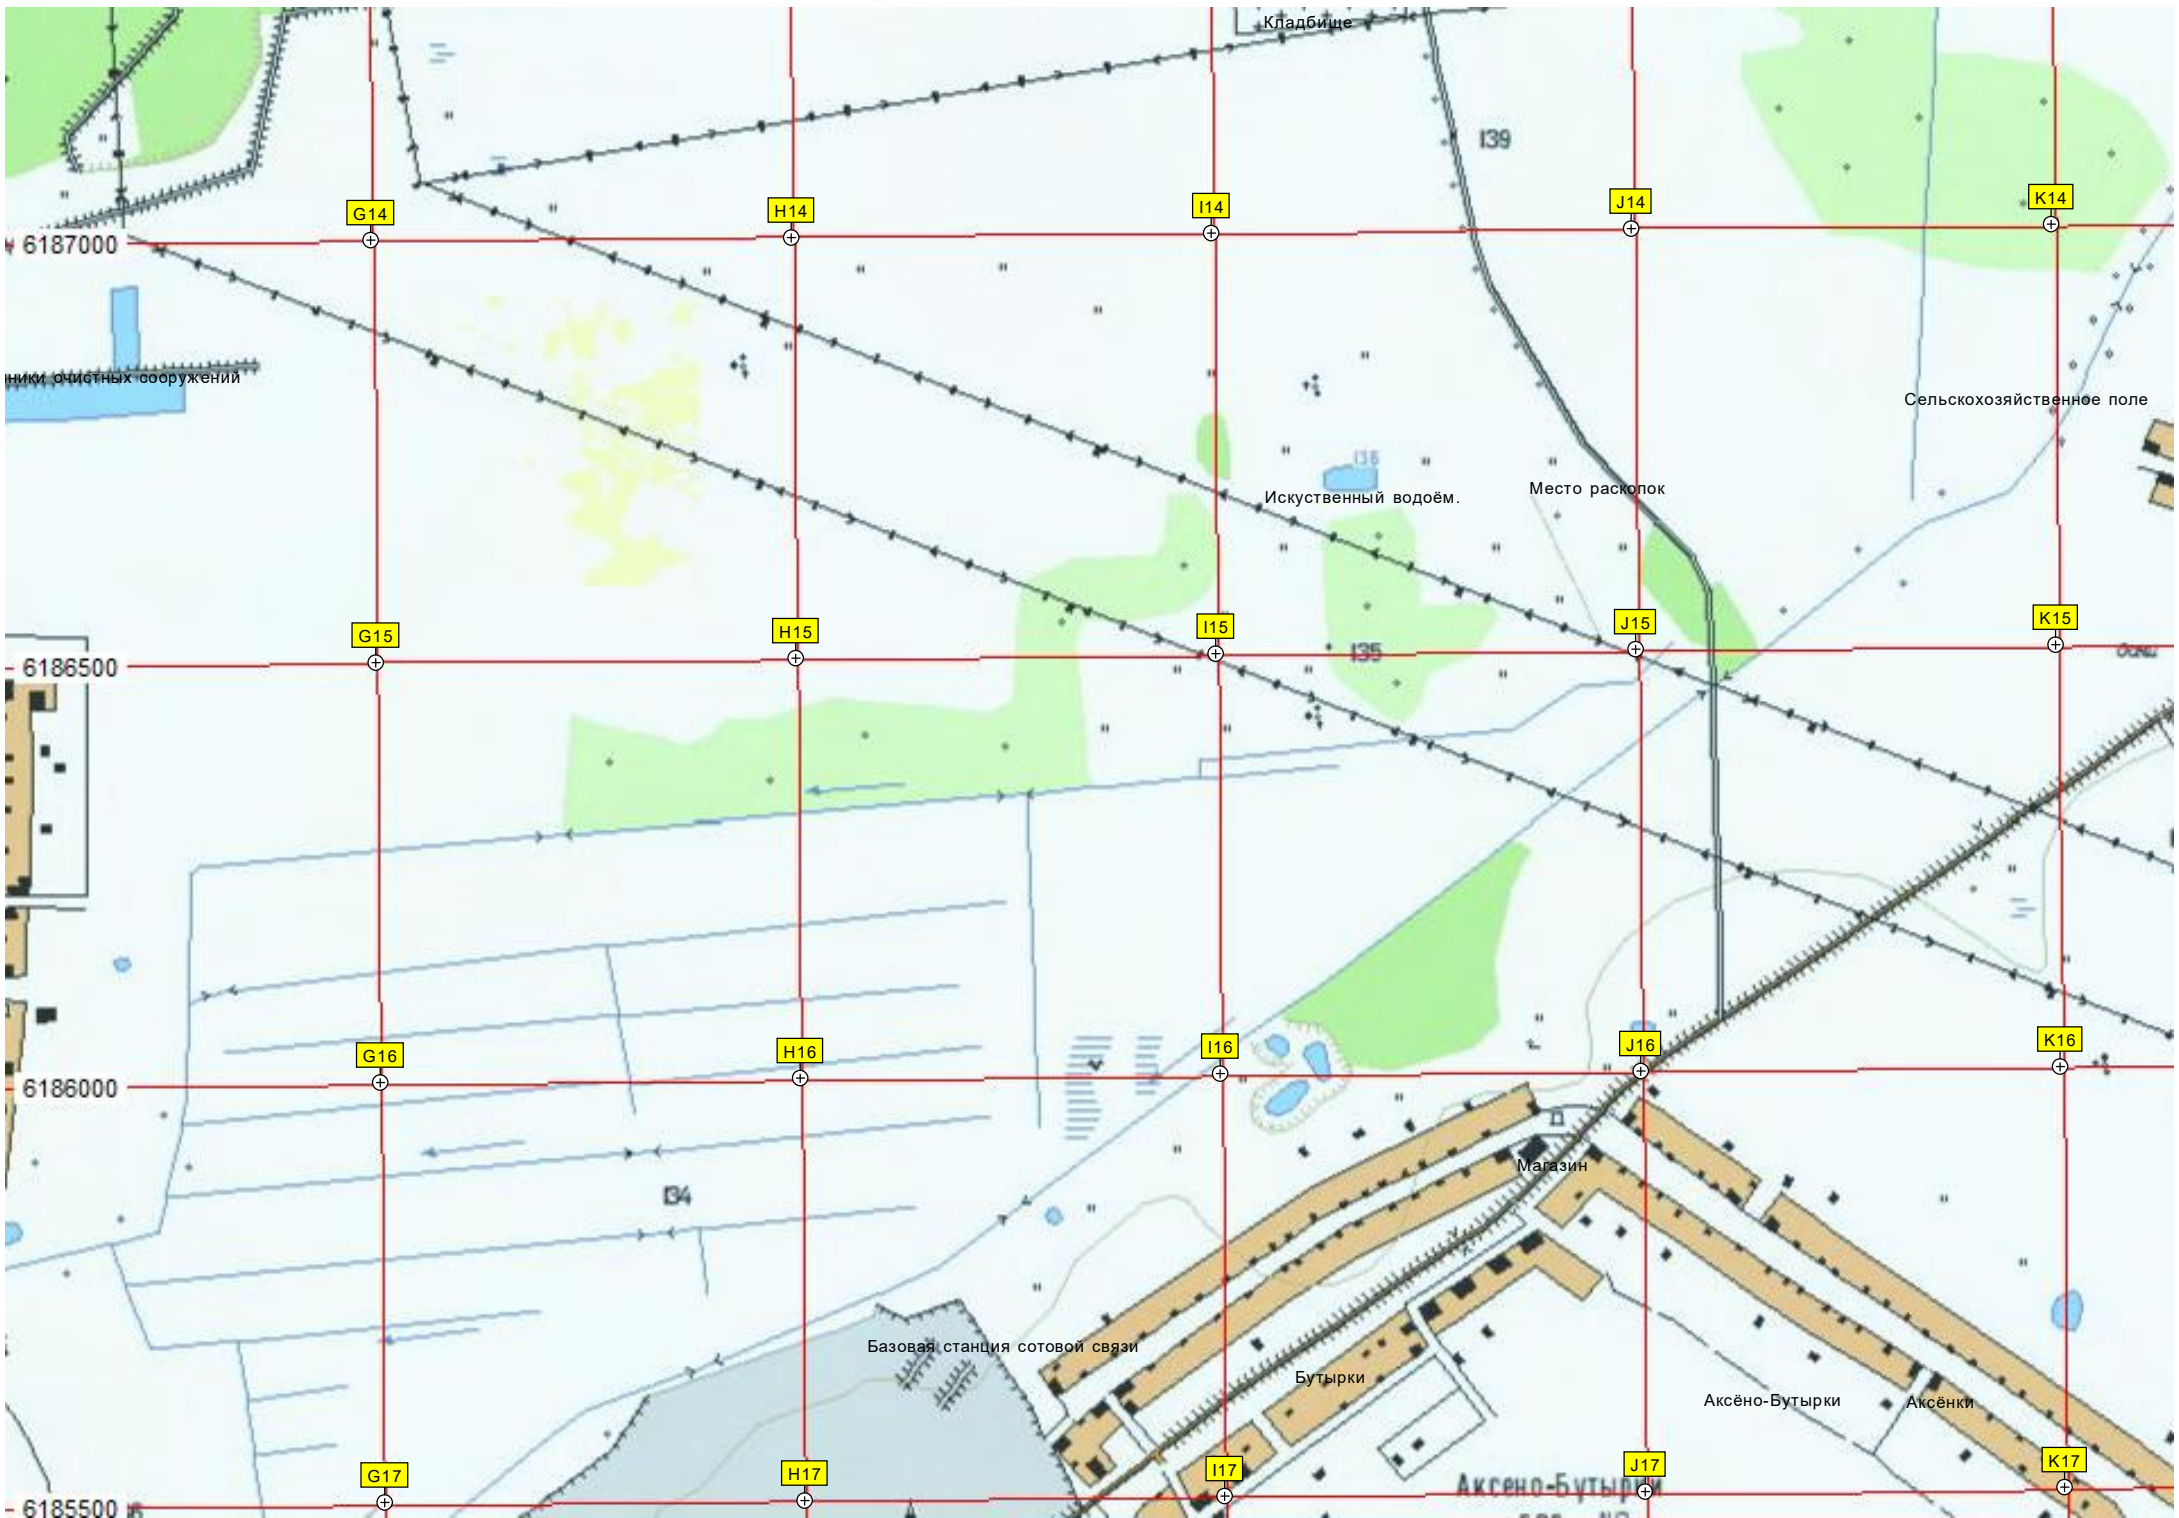 Кладбище
139
G14
H14
I14
J14
K14
6187000
ники очистных сооружений
Сельскохозяйственное поле
136
Искуственный водоём.
Место раскопок
G15
H15
I15
J15
K15
6186500
135
G16
H16
I16
J16
K16
6186000
Магазин
134
Базовая станция сотовой связи
Бутырки
Аксёно-Бутырки
Аксёнки
G17
H17
I17
J17
K17
Аксено-Бутырки
6185500